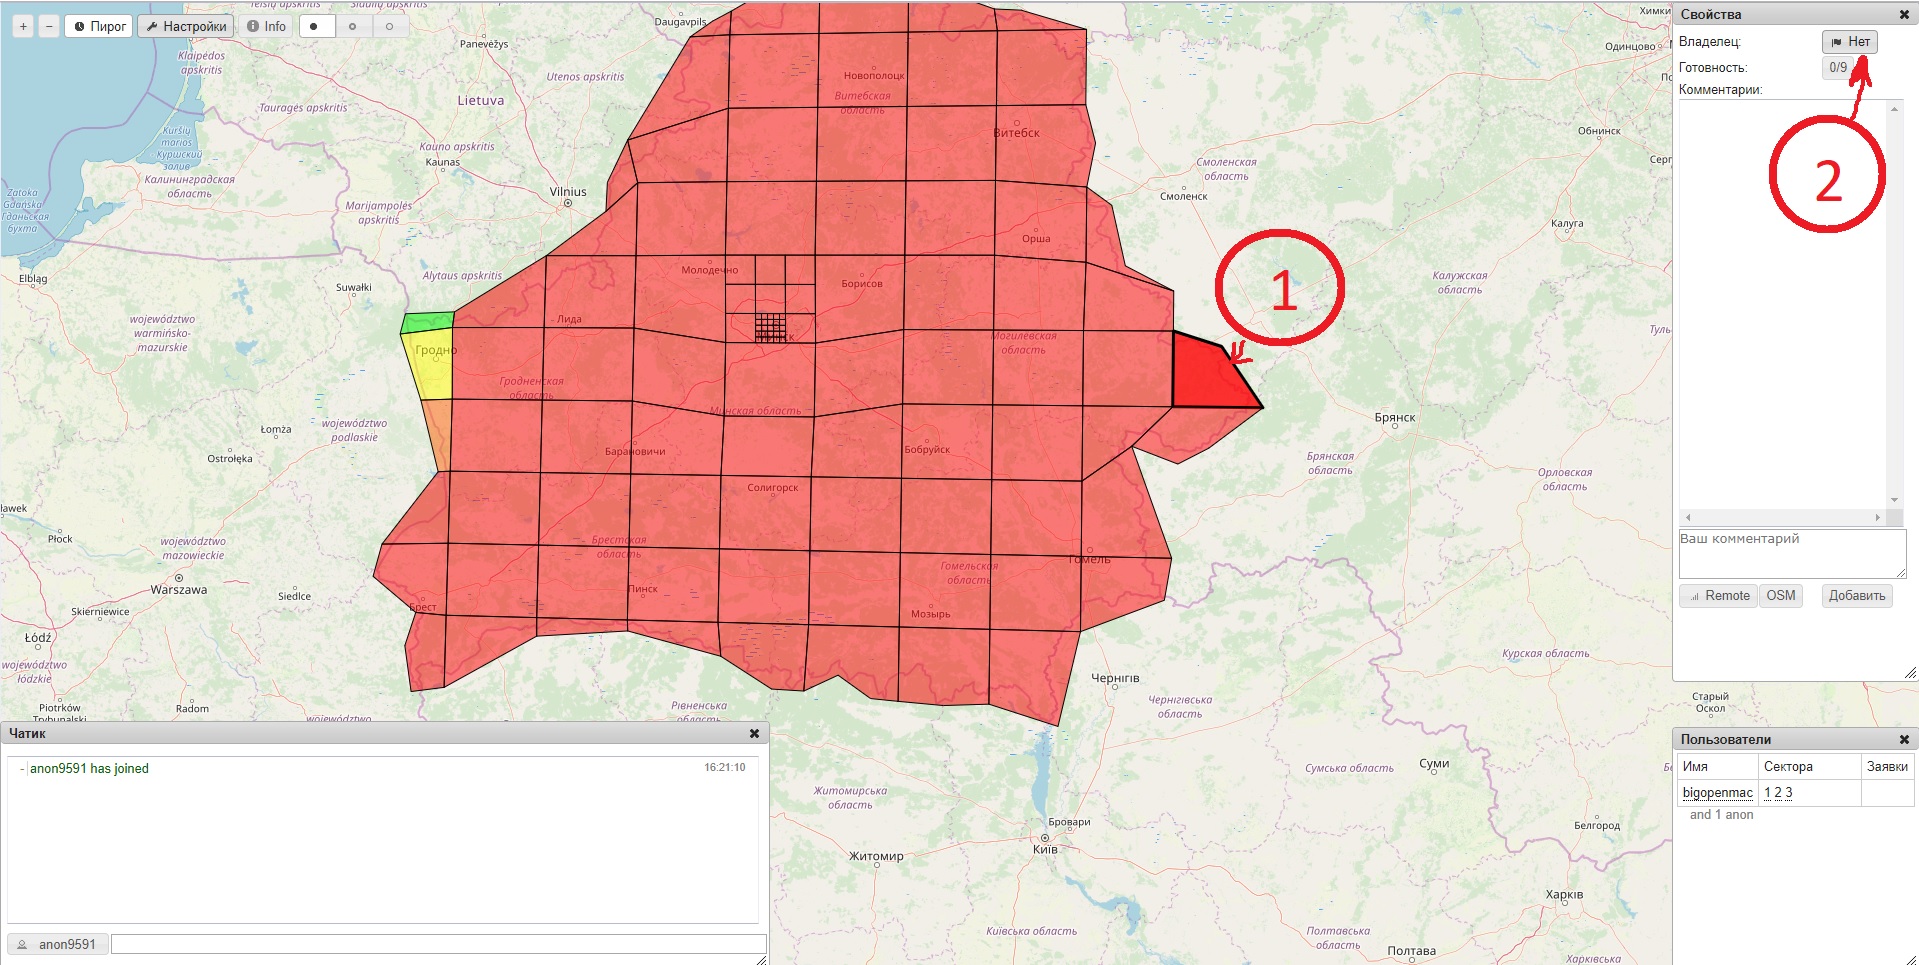 +
−
Пирог
Настройки
Info
Свойства
Владелец:
Нет
Готовность:
0/9
Комментарии:
Ваш комментарий
Remote
OSM
Добавить
1
2
Daugavpils
Panevėžys
Klaipėdos
apskritis
Utenos apskritis
Tauragės apskritis
Lietuva
Kuršių
marios
Куршский
залив
Kauno apskritis
Kaunas
Калининградская
область
Zatoka
Gdańska
Гданьская
бухта
Marijampolės
apskritis
Vilnius
Elbląg
Suwałki
Alytaus apskritis
województwo
warmińsko-
mazurskie
Новополоцк
Витебская
область
Витебск
Орша
Молодечно
Борисов
Лида
Гродно
Гродненская
область
Могилевская
область
Минская область
Барановичи
Бобруйск
Солигорск
Брестская
область
Гомельская
область
Гомель
Пинск
Брест
Мозырь
Смоленская
область
Смоленск
Химки
Одинцово
Обнинск
Калуга
Калужская
область
Брянск
Брянская
область
Орловская
область
Łomża
województwo
podlaskie
Ostrołęka
Płock
województwo
mazowieckie
Warszawa
Siedlce
Skierniewice
Łódź
województwo
łódzkie
Piotrków
Trybunalski
Radom
województwo
Рівненська
область
Чернігів
Чернігівська
область
Курская область
Старый
Оскол
Житомирська
область
Сумська область
Суми
Бровари
Київ
Житомир
Белгород
Харків
Київська область
Полтавська
область
Полтава
Харківська
Чатик
- anon9591 has joined
16:21:10
anon9591
Пользователи
Имя Сектора Заявки
bigopenmac 1 2 3
and 1 anon